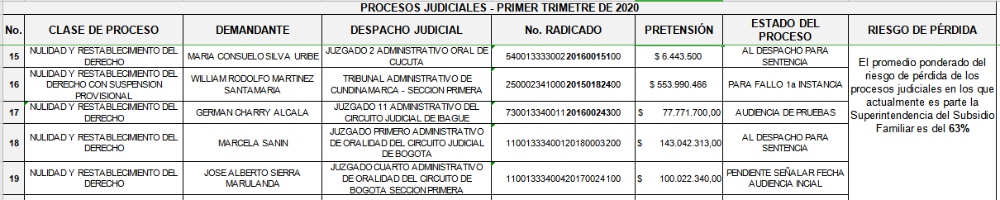 PROCESOS JUDICIALES - PRIMER TRIMETRE DE 2020
No. CLASE DE PROCESO DEMANDANTE DESPACHO JUDICIAL No. RADICADO PRETENSIÓN ESTADO DEL PROCESO RIESGO DE PÉRDIDA
15 NULIDAD Y RESTABLECIMIENTO DEL DERECHO MARIA CONSUELO SILVA URIBE JUZGADO 2 ADMINISTRATIVO ORAL DE CUCUTA 54001333300220160015100 $ 6.443.500 AL DESPACHO PARA SENTENCIA
16 NULIDAD Y RESTABLECIMIENTO DEL DERECHO CON SUSPENSION PROVISIONAL WILLIAM RODOLFO MARTINEZ SANTAMARIA TRIBUNAL ADMINISTRATIVO DE CUNDINAMARCA - SECCION PRIMERA 25000234100020150182400 $ 553.990.466 PARA FALLO 1a INSTANCIA
17 NULIDAD Y RESTABLECIMIENTO DEL DERECHO GERMAN CHARRY ALCALA JUZGADO 11 ADMINISTRATIVO DEL CIRCUITO JUDICIAL DE IBAGUE 73001334001120160024300 $ 77.771.700,00 AUDIENCIA DE PRUEBAS
18 NULIDAD Y RESTABLECIMIENTO DEL DERECHO MARCELA SANIN JUZGADO PRIMERO ADMINISTRATIVO DE ORALIDAD DEL CIRCUITO JUDICIAL DE BOGOTA 11001333400120180003200 $ 143.042.313,00 AL DESPACHO PARA SENTENCIA
19 NULIDAD Y RESTABLECIMIENTO DEL DERECHO JOSE ALBERTO SIERRA MARULANDA JUZGADO CUARTO ADMINISTRATIVO DE ORALIDAD DEL CIRCUITO DE BOGOTA SECCION PRIMERA 11001333400420170024100 $ 100.022.340,00 PENDIENTE SEÑALAR FECHA AUDIENCIA INCIAL
El promedio ponderado del
riesgo de pérdida de los
procesos judiciales en los que
actualmente es parte la
Superintendencia del Subsidio
Familiar es del 63%